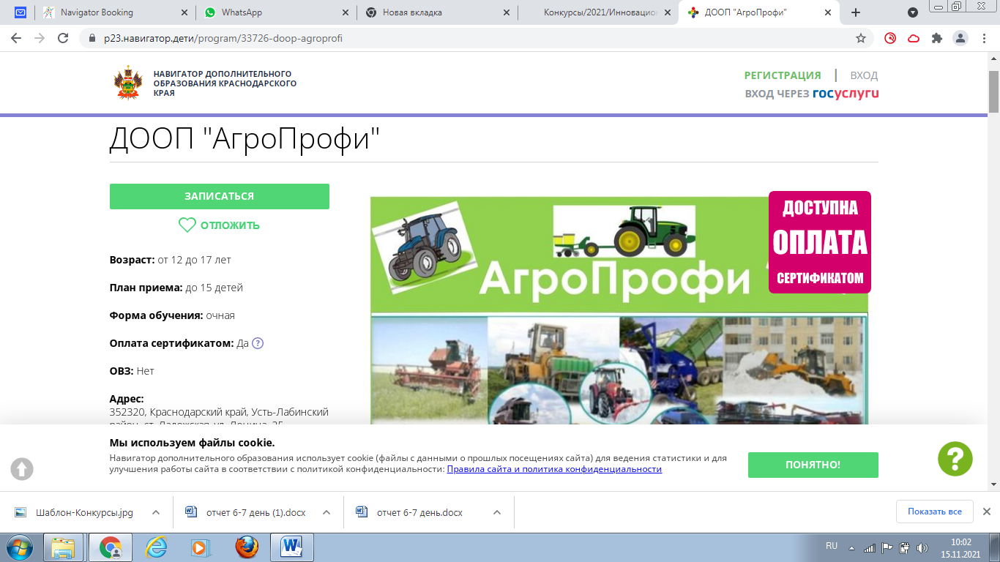 Navigator Booking
WhatsApp
Новая вкладка
Конкурсы/2021/Инновацион
ДООП "АгроПрофи"
p23.навигатор.дети/program/33726-doop-agroprofi
НАВИГАТОР ДОПОЛНИТЕЛЬНОГО
ОБРАЗОВАНИЯ КРАСНОДАРСКОГО
КРАЯ
РЕГИСТРАЦИЯ | ВХОД
ВХОД ЧЕРЕЗ госуслуги
ДООП "АгроПрофи"
ЗАПИСАТЬСЯ
ОТЛОЖИТЬ
Возраст: от 12 до 17 лет
План приема: до 15 детей
Форма обучения: очная
Оплата сертификатом: Да ?
ОВЗ: Нет
Адрес:
352320, Краснодарский край, Усть-Лабинский
АгроПрофи
ДОСТУПНА
ОПЛАТА
СЕРТИФИКАТОМ
Мы используем файлы cookie.
Навигатор дополнительного образования использует cookie (файлы с данными о прошлых посещениях сайта) для ведения статистики и для
улучшения работы сайта в соответствии с политикой конфиденциальности: Правила сайта и политика конфиденциальности
ПОНЯТНО!
?
Шаблон-Конкурсы.jpg
отчет 6-7 день (1).docx
отчет 6-7 день.docx
Показать все
RU
10:02
15.11.2021